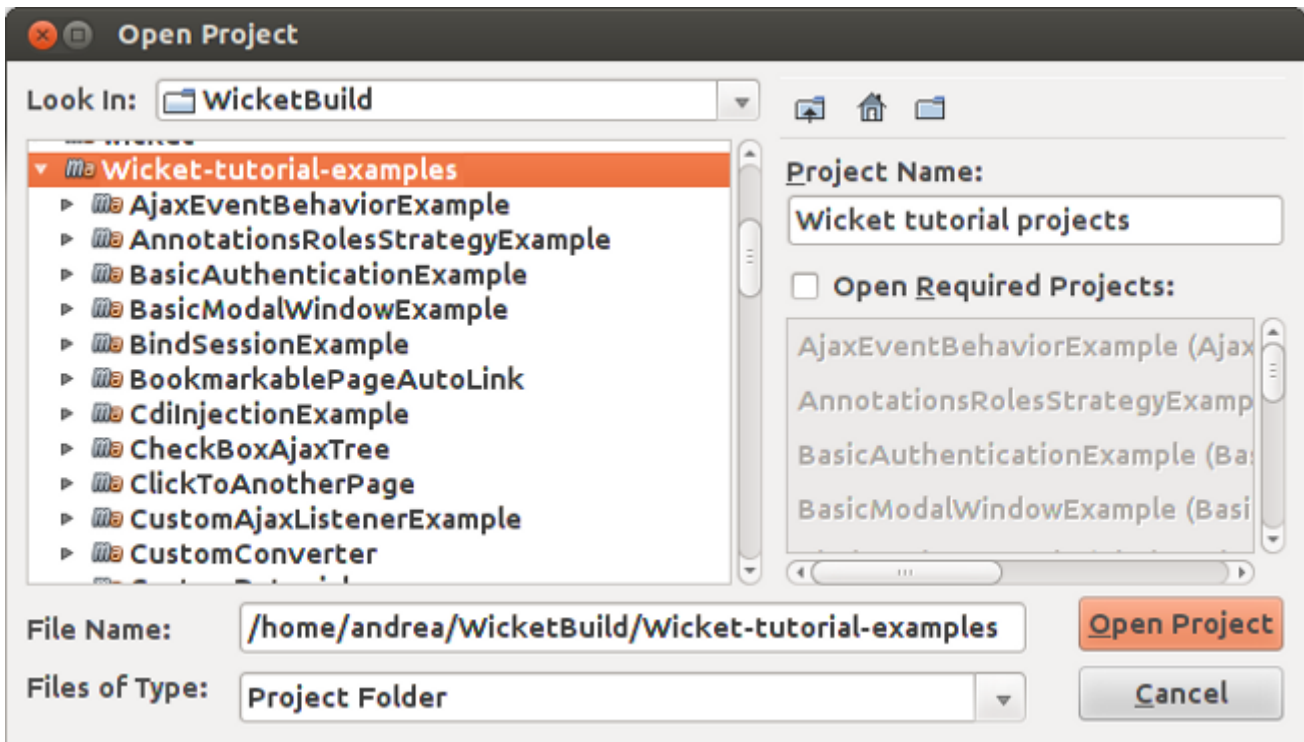 Open Project
Look In:
WicketBuild
Wicket-tutorial-examples
AjaxEventBehaviorExample
AnnotationsRolesStrategyExample
BasicAuthenticationExample
BasicModalWindowExample
BindSessionExample
BookmarkablePageAutoLink
CdiInjectionExample
CheckBoxAjaxTree
ClickToAnotherPage
CustomAjaxListenerExample
CustomConverter
Project Name:
Wicket tutorial projects
Open Required Projects:
AjaxEventBehaviorExample (Ajax
AnnotationsRolesStrategyExamp
BasicAuthenticationExample (Bas
BasicModalWindowExample (Basi
File Name:
/home/andrea/WicketBuild/Wicket-tutorial-examples
Open Project
Files of Type:
Project Folder
Cancel